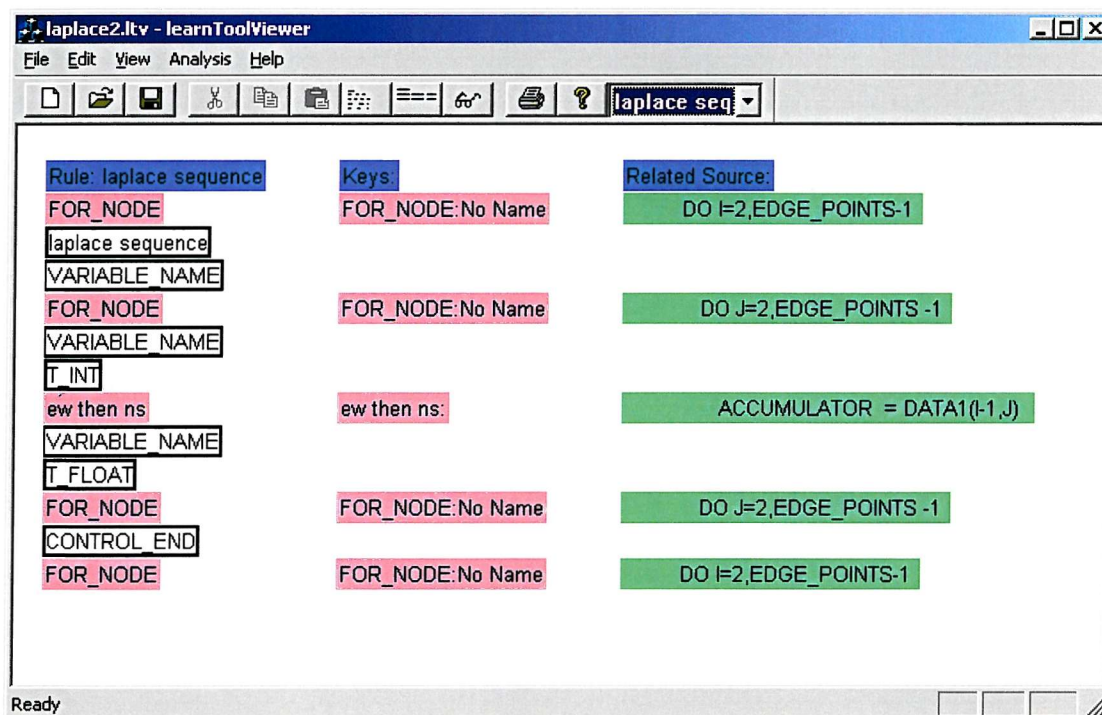 laplace2.ltv - learnToolViewer
File Edit View Analysis Help
laplace seq
Rule: laplace sequence Keys: Related Source:
FOR_NODE FOR_NODE:No Name DO I=2,EDGE_POINTS-1
laplace sequence
VARIABLE_NAME
FOR_NODE FOR_NODE:No Name DO J=2,EDGE_POINTS -1
VARIABLE_NAME
T_INT
ew then ns ew then ns: ACCUMULATOR = DATA1(I-1,J)
VARIABLE_NAME
T_FLOAT
FOR_NODE FOR_NODE:No Name DO J=2,EDGE_POINTS -1
CONTROL_END
FOR_NODE FOR_NODE:No Name DO I=2,EDGE_POINTS-1
Ready